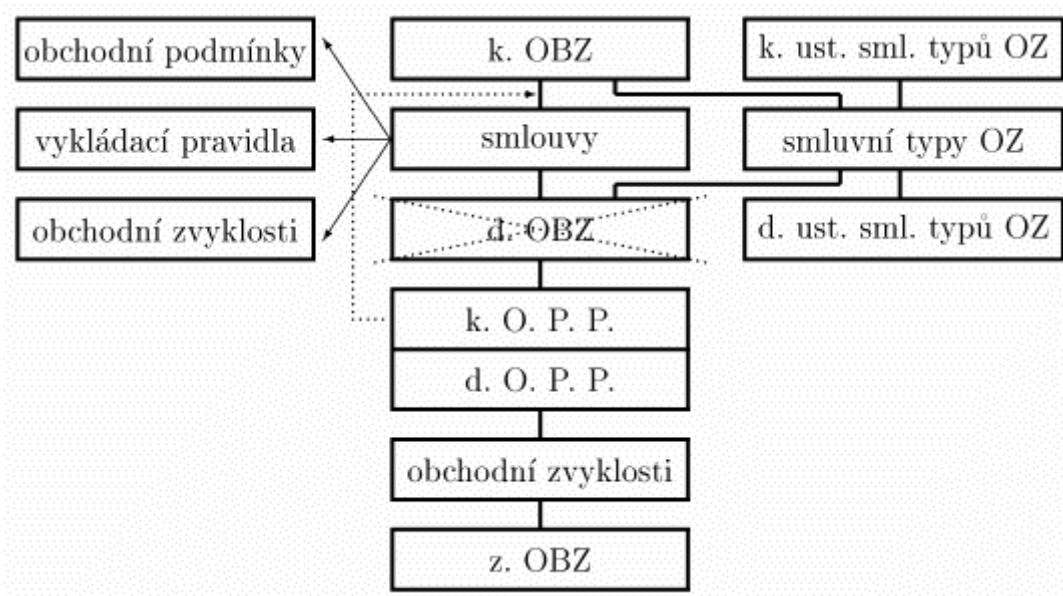 obchodní podmínky
k. OBZ
k. ust. sml. typů OZ
vykládací pravidla
smlouvy
smluvní typy OZ
obchodní zvyklosti
d. OBZ
d. ust. sml. typů OZ
k. O. P. P.
d. O. P. P.
obchodní zvyklosti
z. OBZ